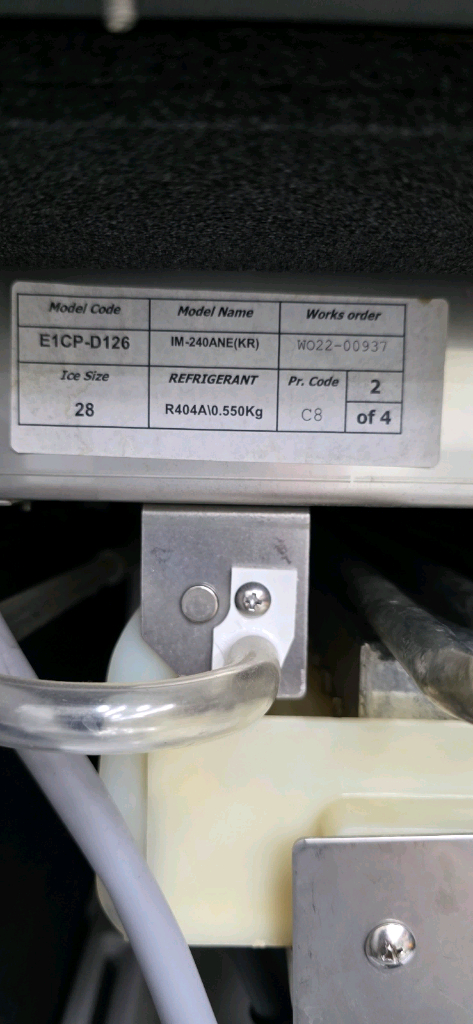 Model Code Model Name Works order
E1CP-D126 IM-240ANE(KR) WO22-00937
Ice Size REFRIGERANT Pr. Code 2
28 R404A\0.550Kg C8 of 4